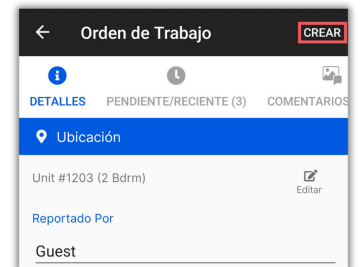 Orden de Trabajo CREAR
DETALLES PENDIENTE/RECIENTE (3) COMENTARIOS
Ubicación
Unit #1203 (2 Bdrm)
Editar
Reportado Por
Guest